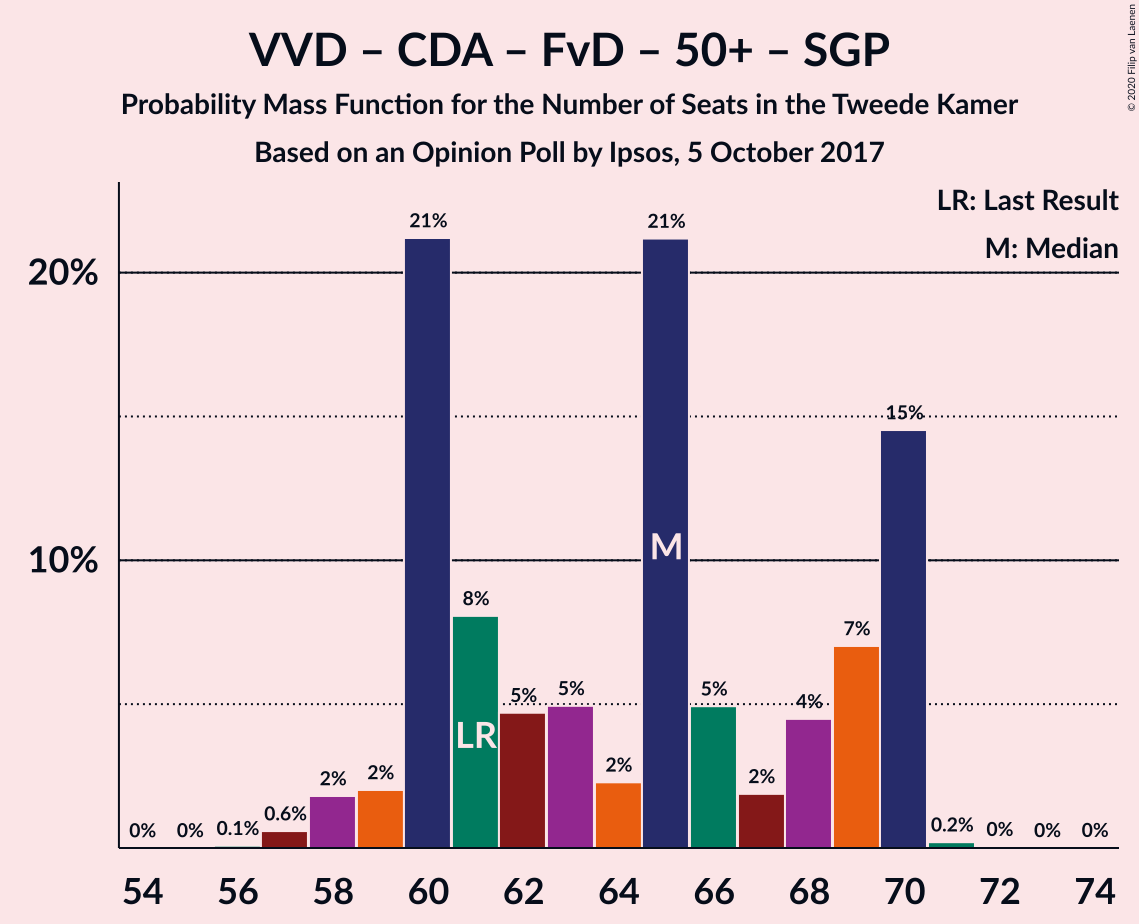 VVD – CDA – FvD – 50+ – SGP
Probability Mass Function for the Number of Seats in the Tweede Kamer
Based on an Opinion Poll by Ipsos, 5 October 2017
© 2020 Filip van Laenen
LR: Last Result
M: Median
20%
10%
0%
0%
0.1%
0.6%
2%
2%
21%
8%
5%
5%
2%
21%
5%
2%
4%
7%
15%
0.2%
0%
0%
0%
LR
M
54 56 58 60 62 64 66 68 70 72 74